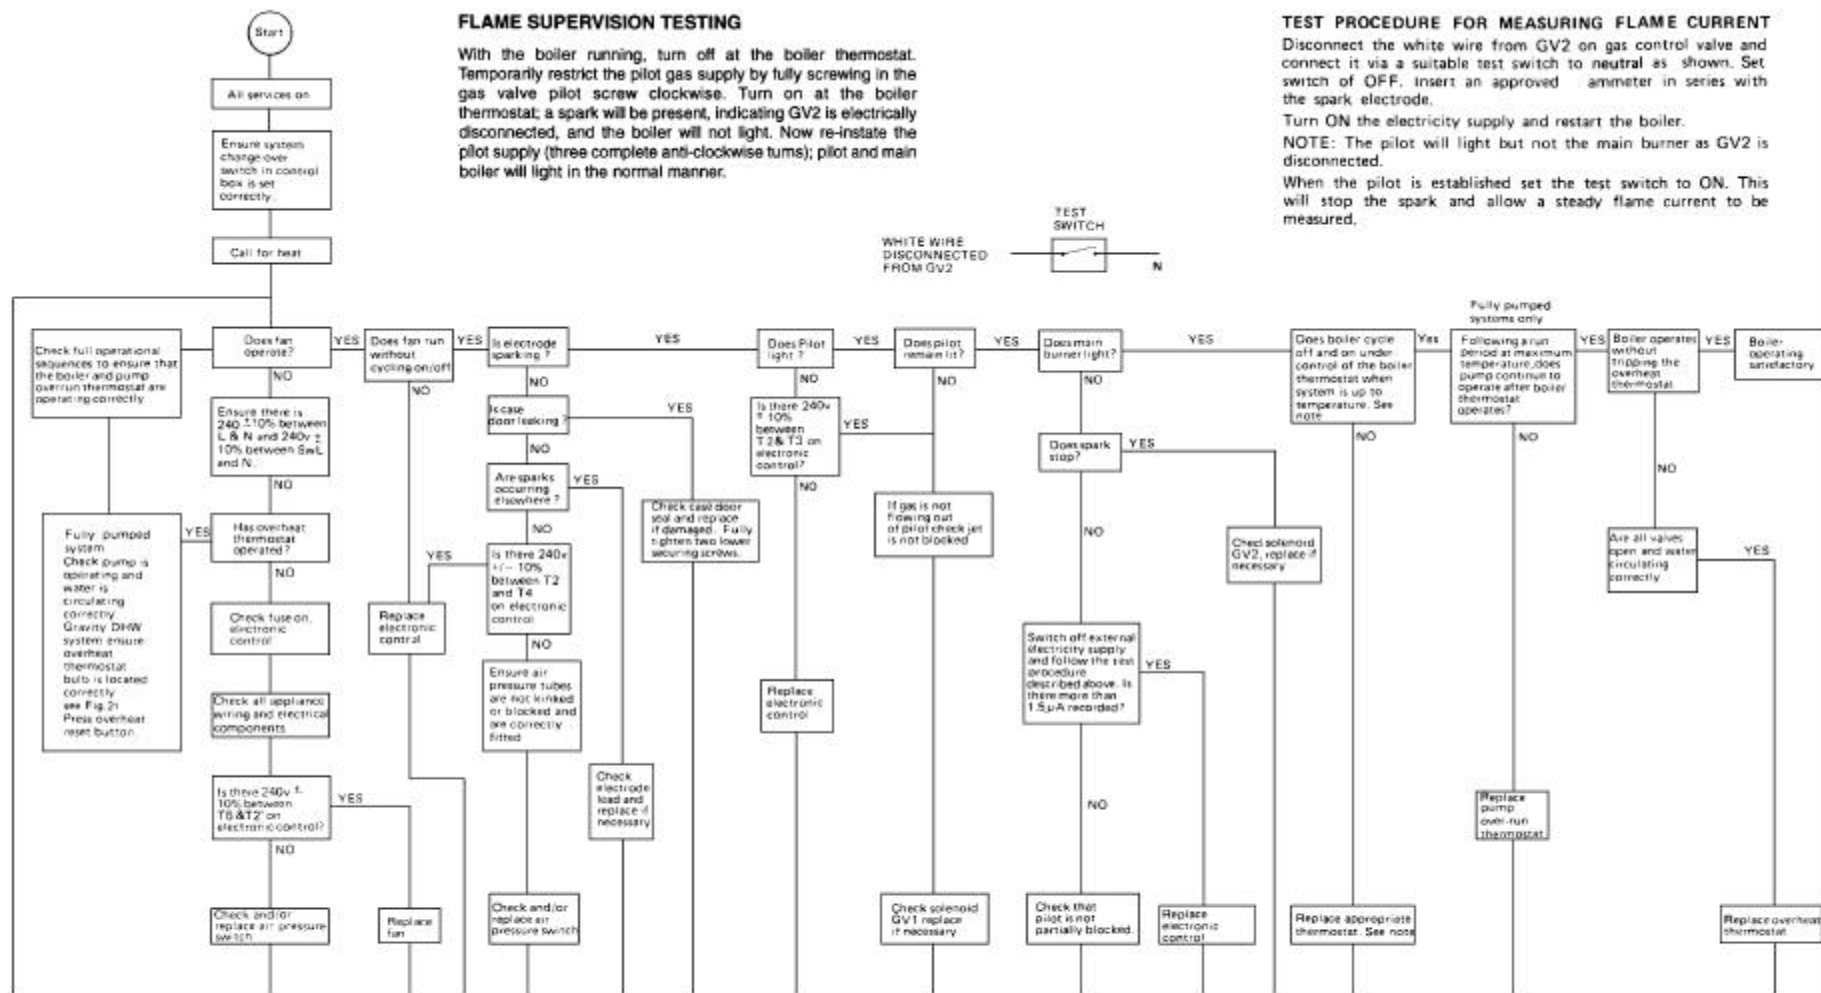 Start
All services on
Ensure system
change over
switch in control
box is set
correctly.
Call for heat
FLAME SUPERVISION TESTING
With the boiler running, turn off at the boiler thermostat.
Temporarily restrict the pilot gas supply by fully screwing in the
gas valve pilot screw clockwise. Turn on at the boiler
thermostat; a spark will be present, indicating GV2 is electrically
disconnected, and the boiler will not light. Now re-instate the
pilot supply (three complete anti-clockwise turns); pilot and main
boiler will light in the normal manner.
TEST PROCEDURE FOR MEASURING FLAME CURRENT
Disconnect the white wire from GV2 on gas control valve and
connect it via a suitable test switch to neutral as shown. Set
switch of OFF. Insert an approved ammeter in series with
the spark electrode.
Turn ON the electricity supply and restart the boiler.
NOTE: The pilot will light but not the main burner as GV2 is
disconnected.
When the pilot is established set the test switch to ON. This
will stop the spark and allow a steady flame current to be
measured.
TEST
SWITCH
WHITE WIRE
DISCONNECTED
FROM GV2
N
Check full operational
sequences to ensure that
the boiler and pump
overrun thermostat are
operating correctly
Fully pumped
system
Check pump is
operating and
water is
circulating
correctly
Gravity DHW
system ensure
overheat
thermostat
bulb is located
correctly
see Fig.21
Press overheat
reset button.
YES
Does fan
operate?
YES
NO
Ensure there is
240 ±10% between
L & N and 240v ±
10% between SwL
and N.
NO
Has overheat
thermostat
operated?
NO
Check fuse on
electronic
control
Check all appliance
wiring and electrical
components
Is there 240v ±
10% between
T6 &T2 on
electronic control?
YES
NO
Check and/or
replace air pressure
switch
Replace
fan
Does fan run
without
cycling on/off
YES
NO
Replace
electronic
control
Is electrode
sparking ?
YES
NO
Is case
door leaking ?
YES
NO
Are sparks
occurring
elsewhere ?
YES
NO
Is there 240v
+/- 10%
between T2
and T4
on electronic
control
YES
NO
Ensure air
pressure tubes
are not kinked
or blocked and
are correctly
fitted
Check and/or
replace air
pressure switch
Check
electrode
lead and
replace if
necessary
Check case door
seal and replace
if damaged. Fully
tighten two lower
securing screws.
Does Pilot
light ?
YES
NO
Is there 240v
± 10%
between
T2 & T3 on
electronic
control?
YES
NO
Replace
electronic
control
Does pilot
remain lit?
YES
NO
If gas is not
flowing out
of pilot check jet
is not blocked
Check solenoid
GV1 replace
if necessary
Does main
burner light?
YES
NO
Does spark
stop?
YES
NO
Switch off external
electricity supply
and follow the test
procedure
described above. Is
there more than
1.5µA recorded?
YES
NO
Check that
pilot is not
partially blocked.
Replace
electronic
control
Check solenoid
GV2, replace if
necessary
Does boiler cycle
off and on under
control of the boiler
thermostat when
system is up to
temperature. See
note
Yes
NO
Replace appropriate
thermostat. See note
Fully pumped
systems only
Following a run
period at maximum
temperature, does
pump continue to
operate after boiler
thermostat
operates?
YES
NO
Replace
pump
over-run
thermostat
Boiler operates
without
tripping the
overheat
thermostat
YES
NO
Are all valves
open and water
circulating
correctly
YES
Replace overheat
thermostat
Boiler
operating
satisfactory